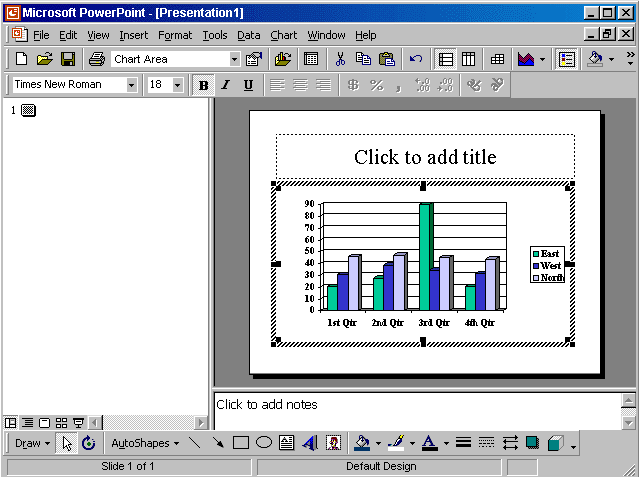 Microsoft PowerPoint - [Presentation1]
File Edit View Insert Format Tools Data Chart Window Help
Chart Area
Times New Roman 18 B I U $ % ,
1
Click to add title
90
80
70
60
50
40
30
20
10
0
East
West
North
1st Qtr 2nd Qtr 3rd Qtr 4th Qtr
Click to add notes
Draw AutoShapes A A
Slide 1 of 1 Default Design